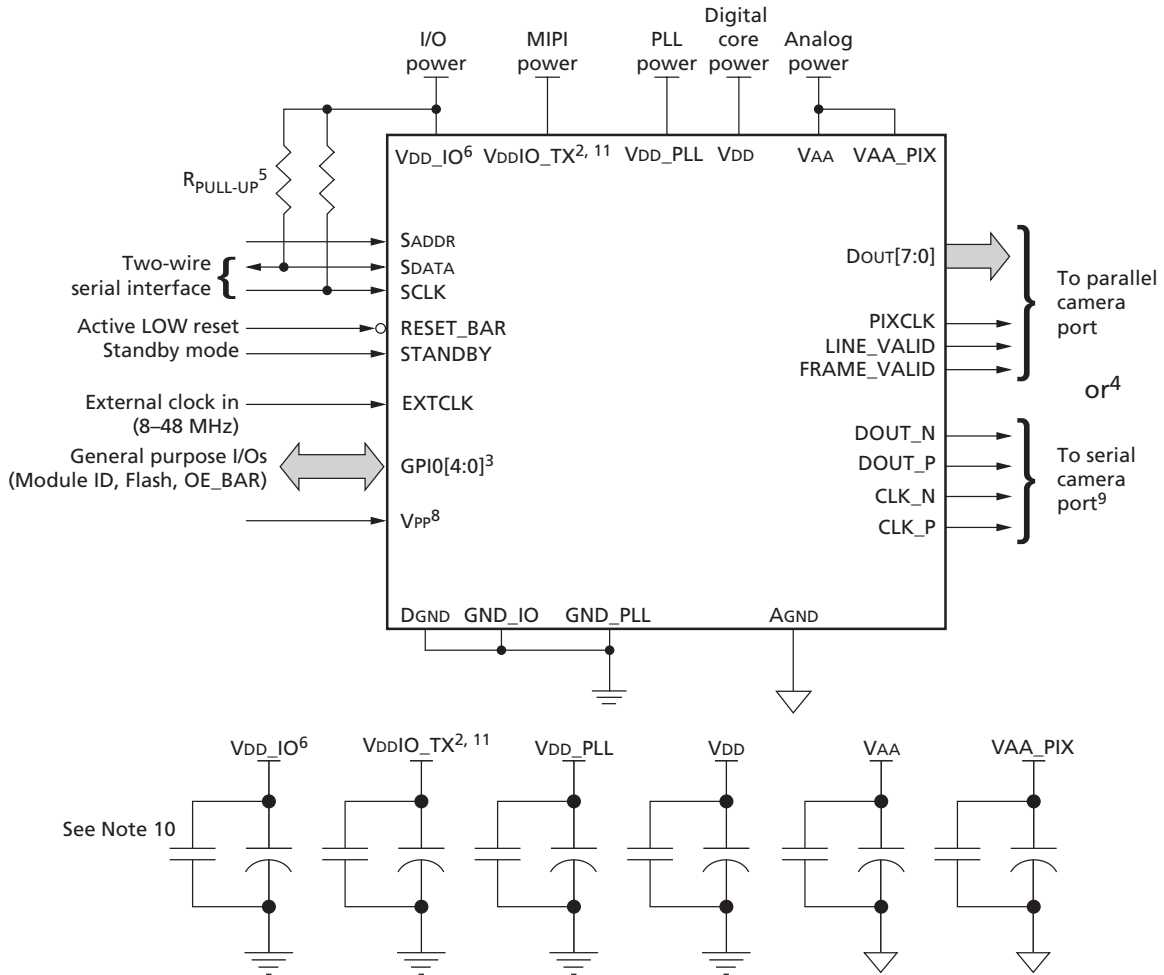 I/O
power
MIPI
power
PLL
power
Digital
core
power
Analog
power
VDD_IO6
VDDIO_TX2, 11
VDD_PLL
VDD
VAA
VAA_PIX
RPULL-UP5
SADDR
SDATA
SCLK
Two-wire
serial interface
{
Active LOW reset
RESET_BAR
Standby mode
STANDBY
External clock in
(8–48 MHz)
EXTCLK
General purpose I/Os
(Module ID, Flash, OE_BAR)
GPI0[4:0]3
VPP8
DOUT[7:0]
PIXCLK
LINE_VALID
FRAME_VALID
}
To parallel
camera
port
or4
DOUT_N
DOUT_P
CLK_N
CLK_P
}
To serial
camera
port9
DGND
GND_IO
GND_PLL
AGND
VDD_IO6
VDDIO_TX2, 11
VDD_PLL
VDD
VAA
VAA_PIX
See Note 10